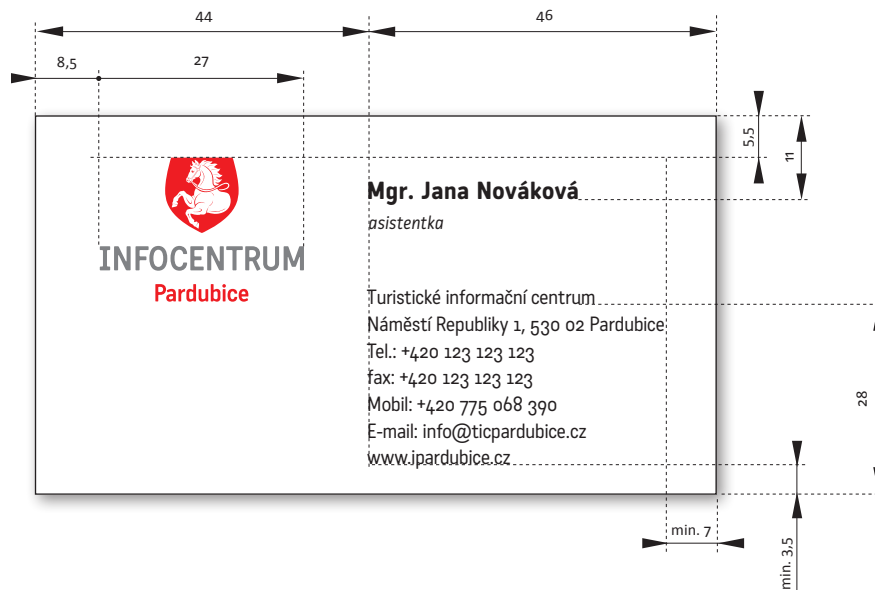 44
46
8,5
27
5,5
11
INFOCENTRUM
Pardubice
Mgr. Jana Nováková
asistentka
Turistické informační centrum
Náměstí Republiky 1, 530 02 Pardubice
Tel.: +420 123 123 123
fax: +420 123 123 123
Mobil: +420 775 068 390
E-mail: info@ticpardubice.cz
www.ipardubice.cz
28
min. 7
min. 3,5